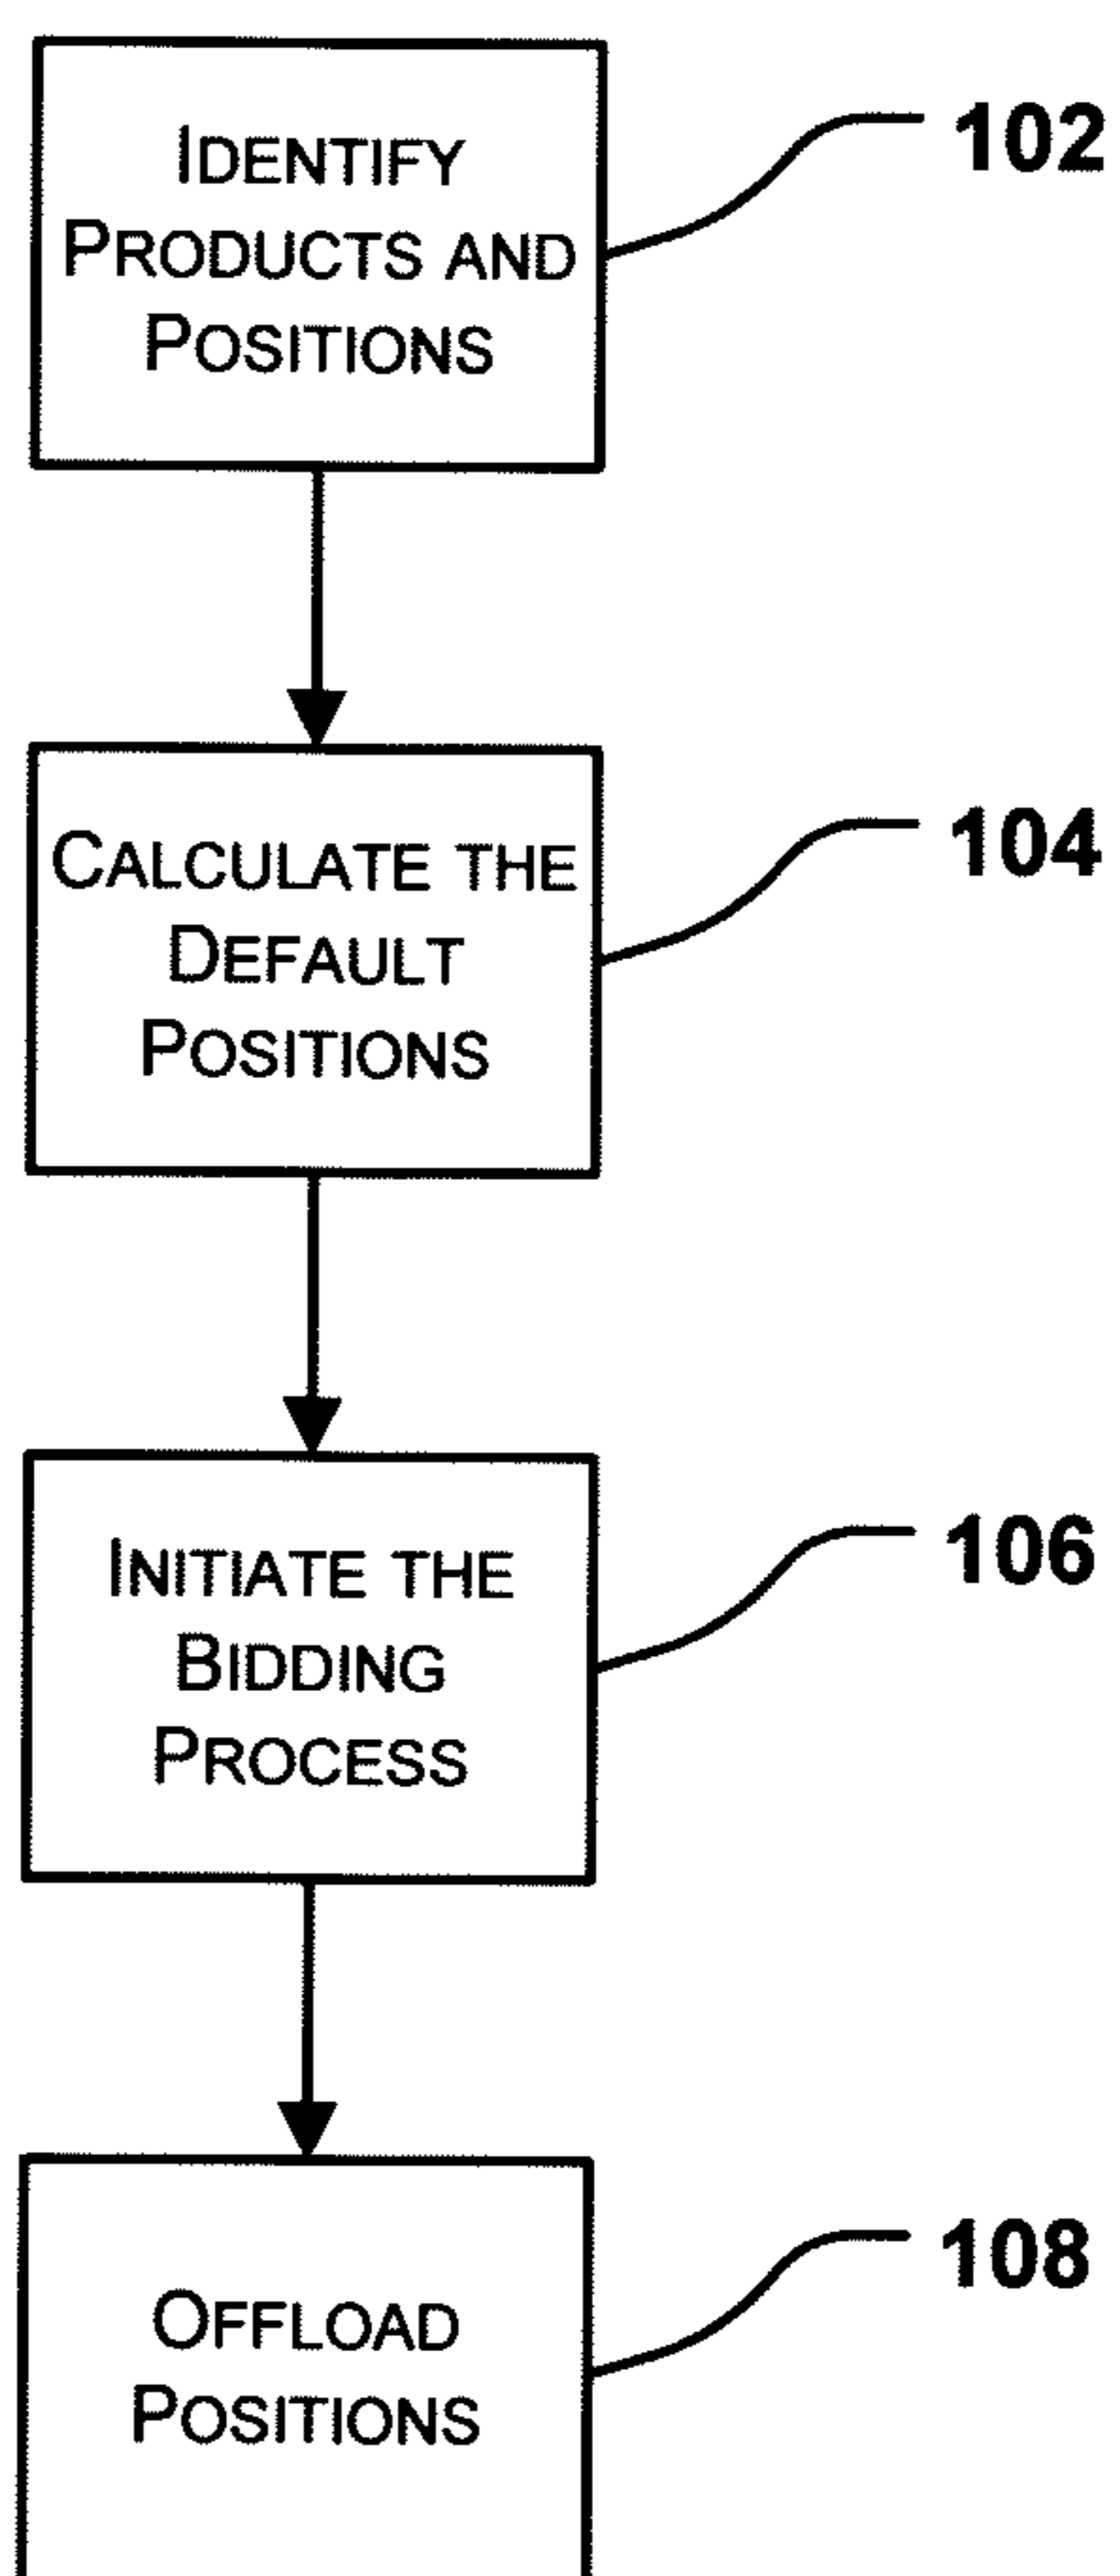 IDENTIFY
PRODUCTS AND
POSITIONS
102
CALCULATE THE
DEFAULT
POSITIONS
104
INITIATE THE
BIDDING
PROCESS
106
OFFLOAD
POSITIONS
108